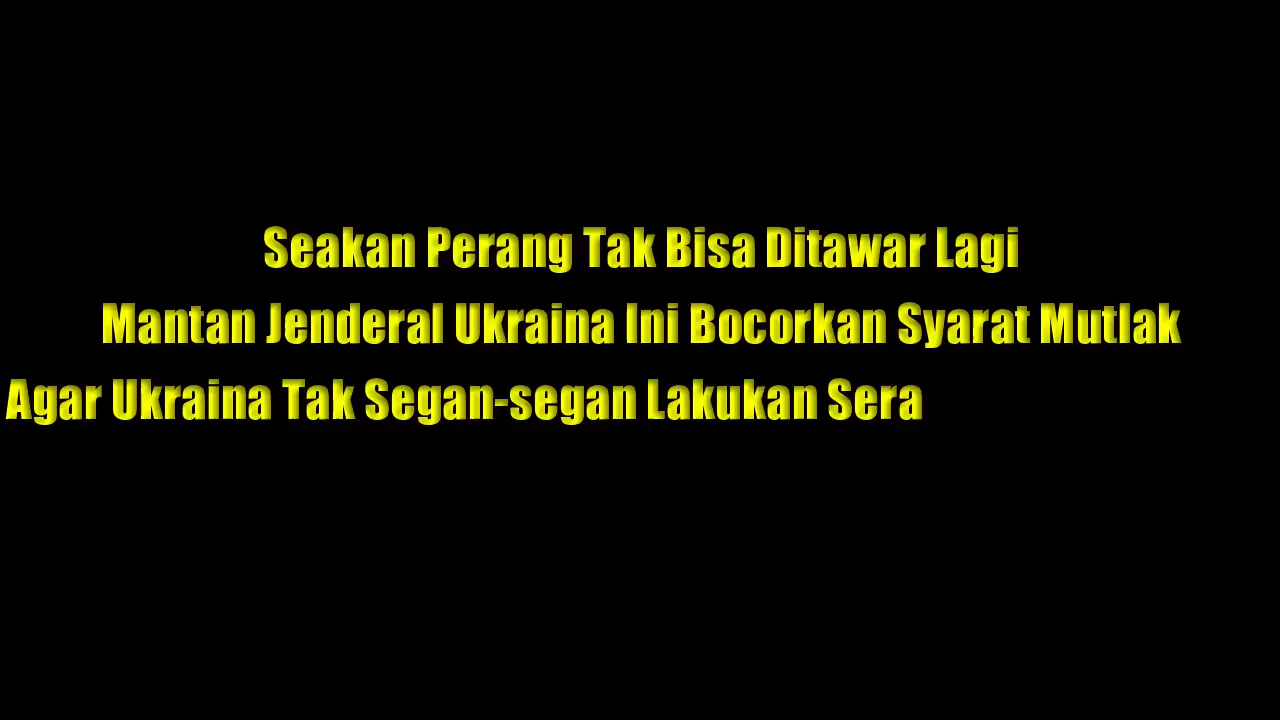 Seakan Perang Tak Bisa Ditawar Lagi
Mantan Jenderal Ukraina Ini Bocorkan Syarat Mutlak
Agar Ukraina Tak Segan-segan Lakukan Sera